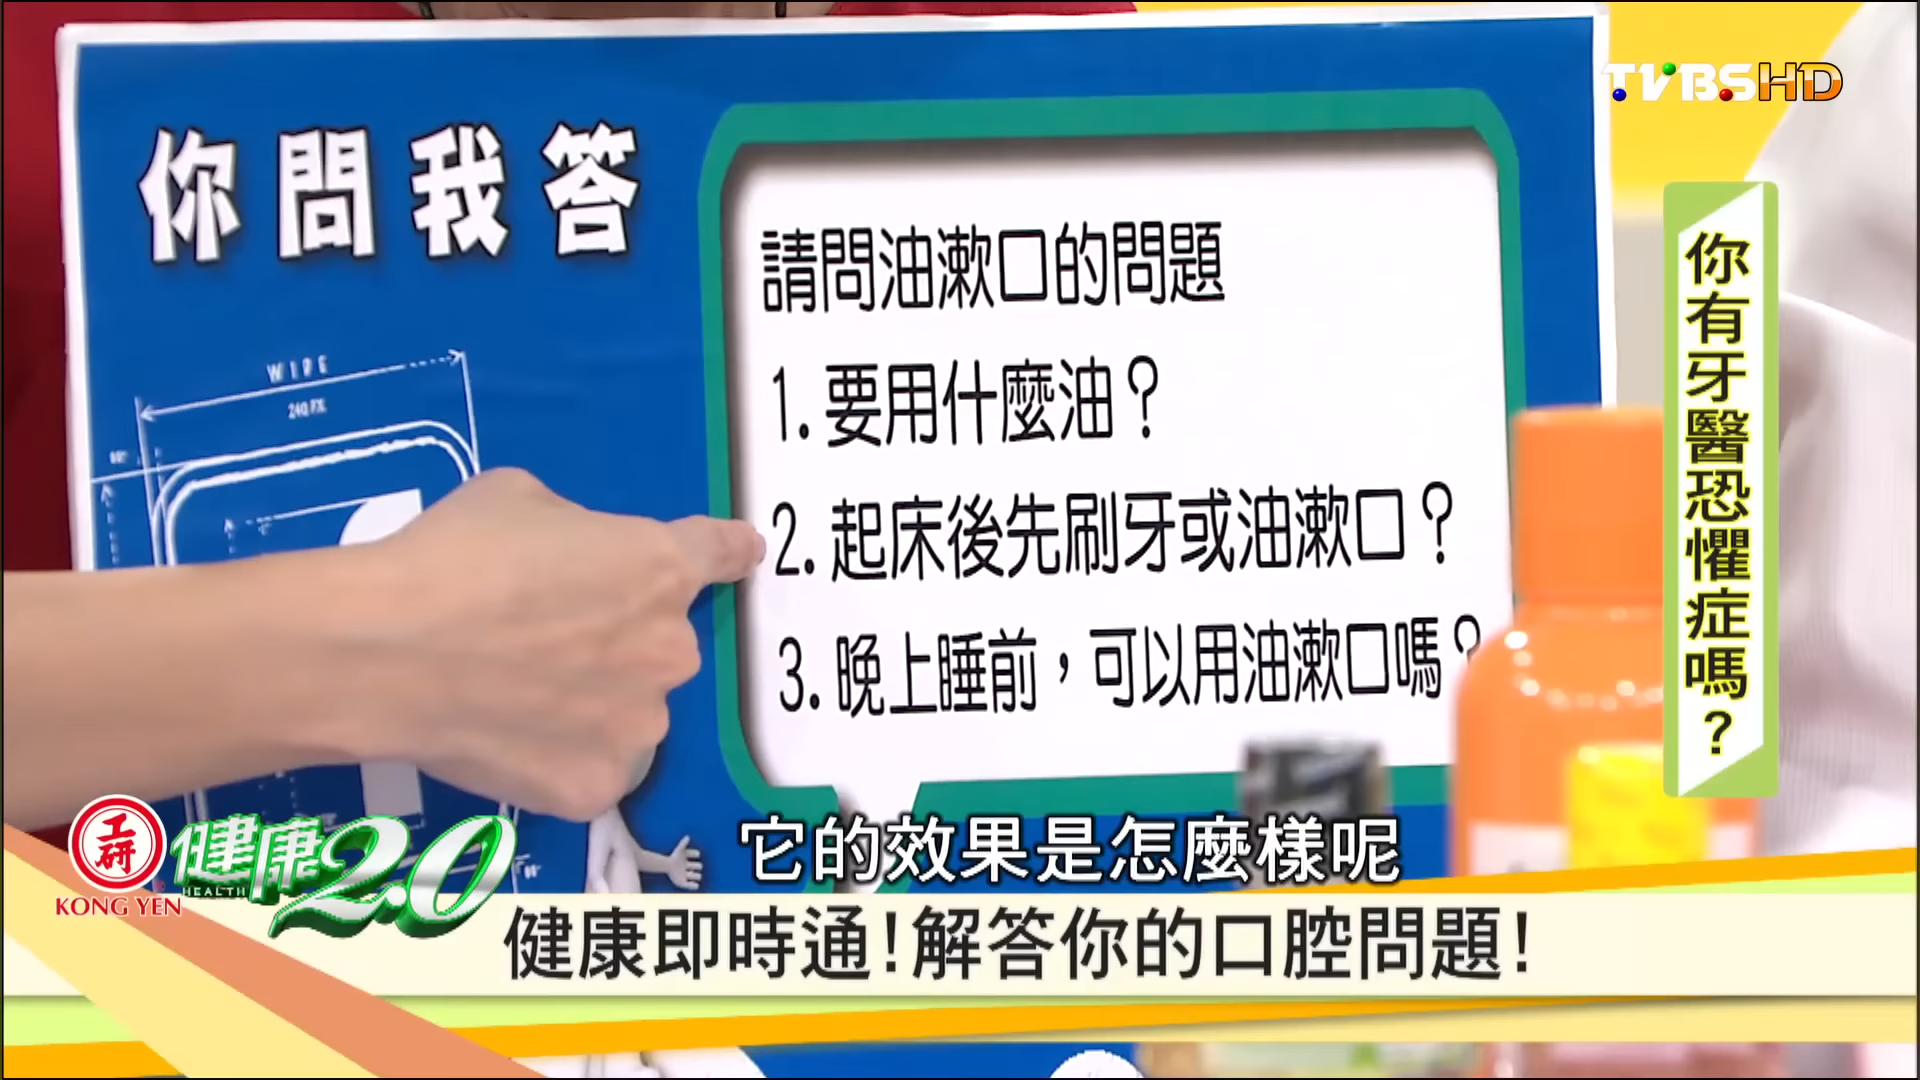 TVBSHD
你問我答
請問油漱口的問題
1.要用什麼油？
2.起床後先刷牙或油漱口？
3.晚上睡前，可以用油漱口嗎？
WIDE
你有牙醫恐懼症嗎？
它的效果是怎麼樣呢
工研
KONG YEN
健康2.0
HEALTH
健康即時通！解答你的口腔問題！